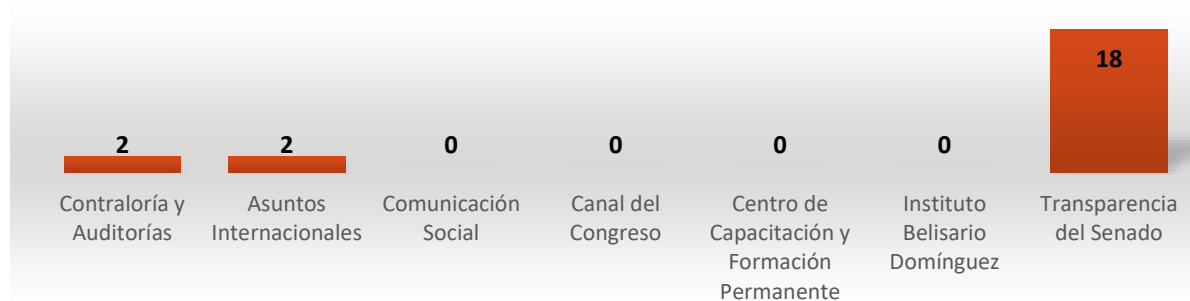 18
2
2
0
0
0
0
Contraloría y
Auditorías
Asuntos
Internacionales
Comunicación
Social
Canal del
Congreso
Centro de
Capacitación y
Formación
Permanente
Instituto
Belisario
Domínguez
Transparencia
del Senado